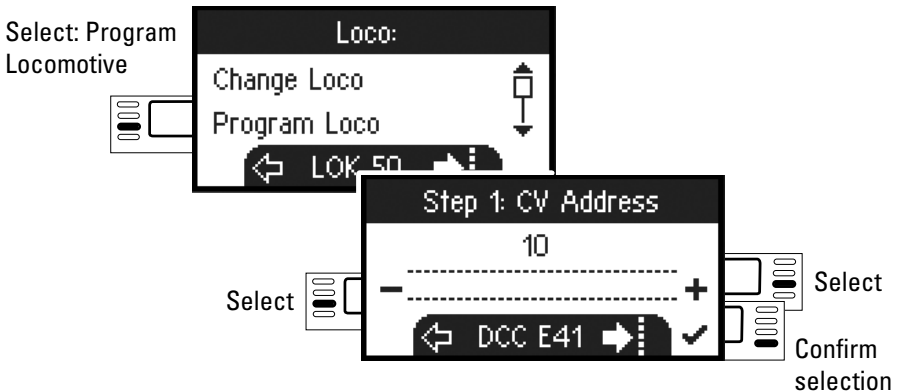 Select: Program
Locomotive
Loco:
Change Loco
Program Loco
LOK 50
Step 1: CV Address
10
Select
− +
Select
DCC E41
Confirm
selection